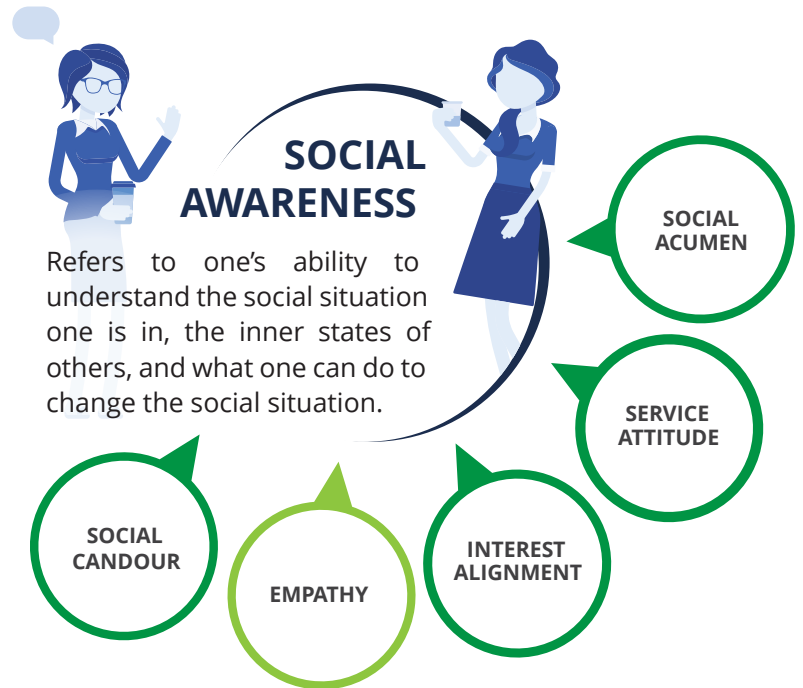 SOCIAL
AWARENESS
Refers to one’s ability to
understand the social situation
one is in, the inner states of
others, and what one can do to
change the social situation.
SOCIAL
ACUMEN
SERVICE
ATTITUDE
INTEREST
ALIGNMENT
EMPATHY
SOCIAL
CANDOUR